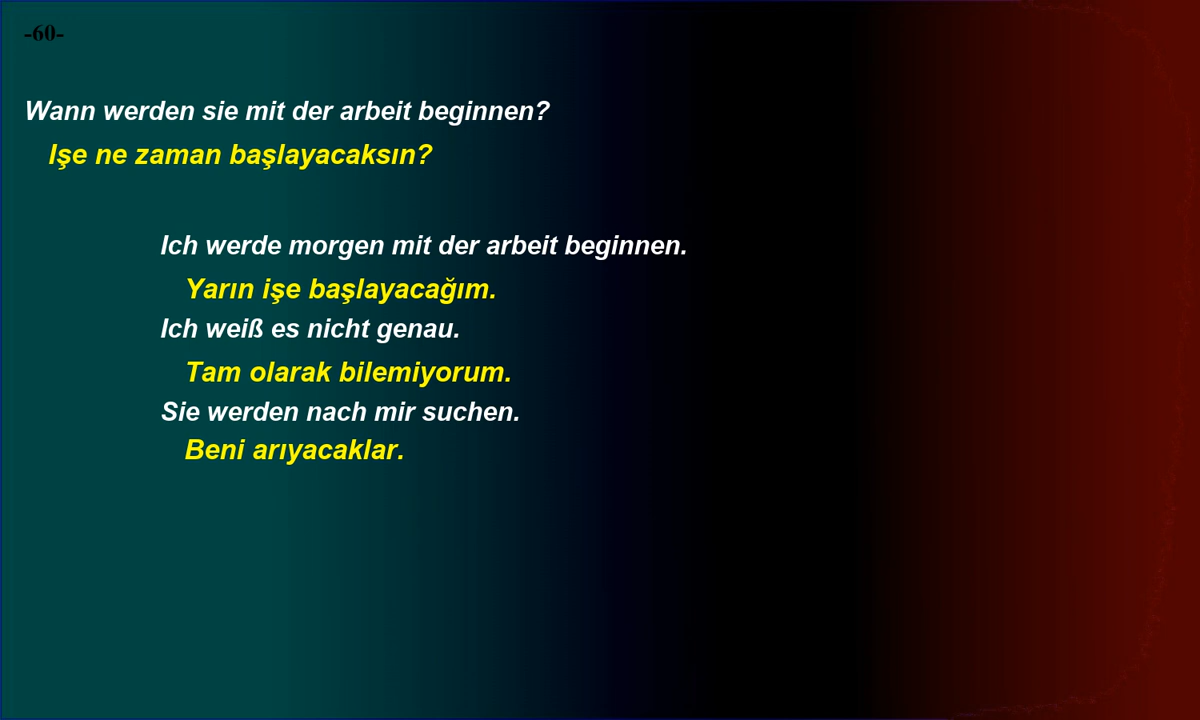 -60-
Wann werden sie mit der arbeit beginnen?
Işe ne zaman başlayacaksın?
Ich werde morgen mit der arbeit beginnen.
Yarın işe başlayacağım.
Ich weiß es nicht genau.
Tam olarak bilemiyorum.
Sie werden nach mir suchen.
Beni arıyacaklar.